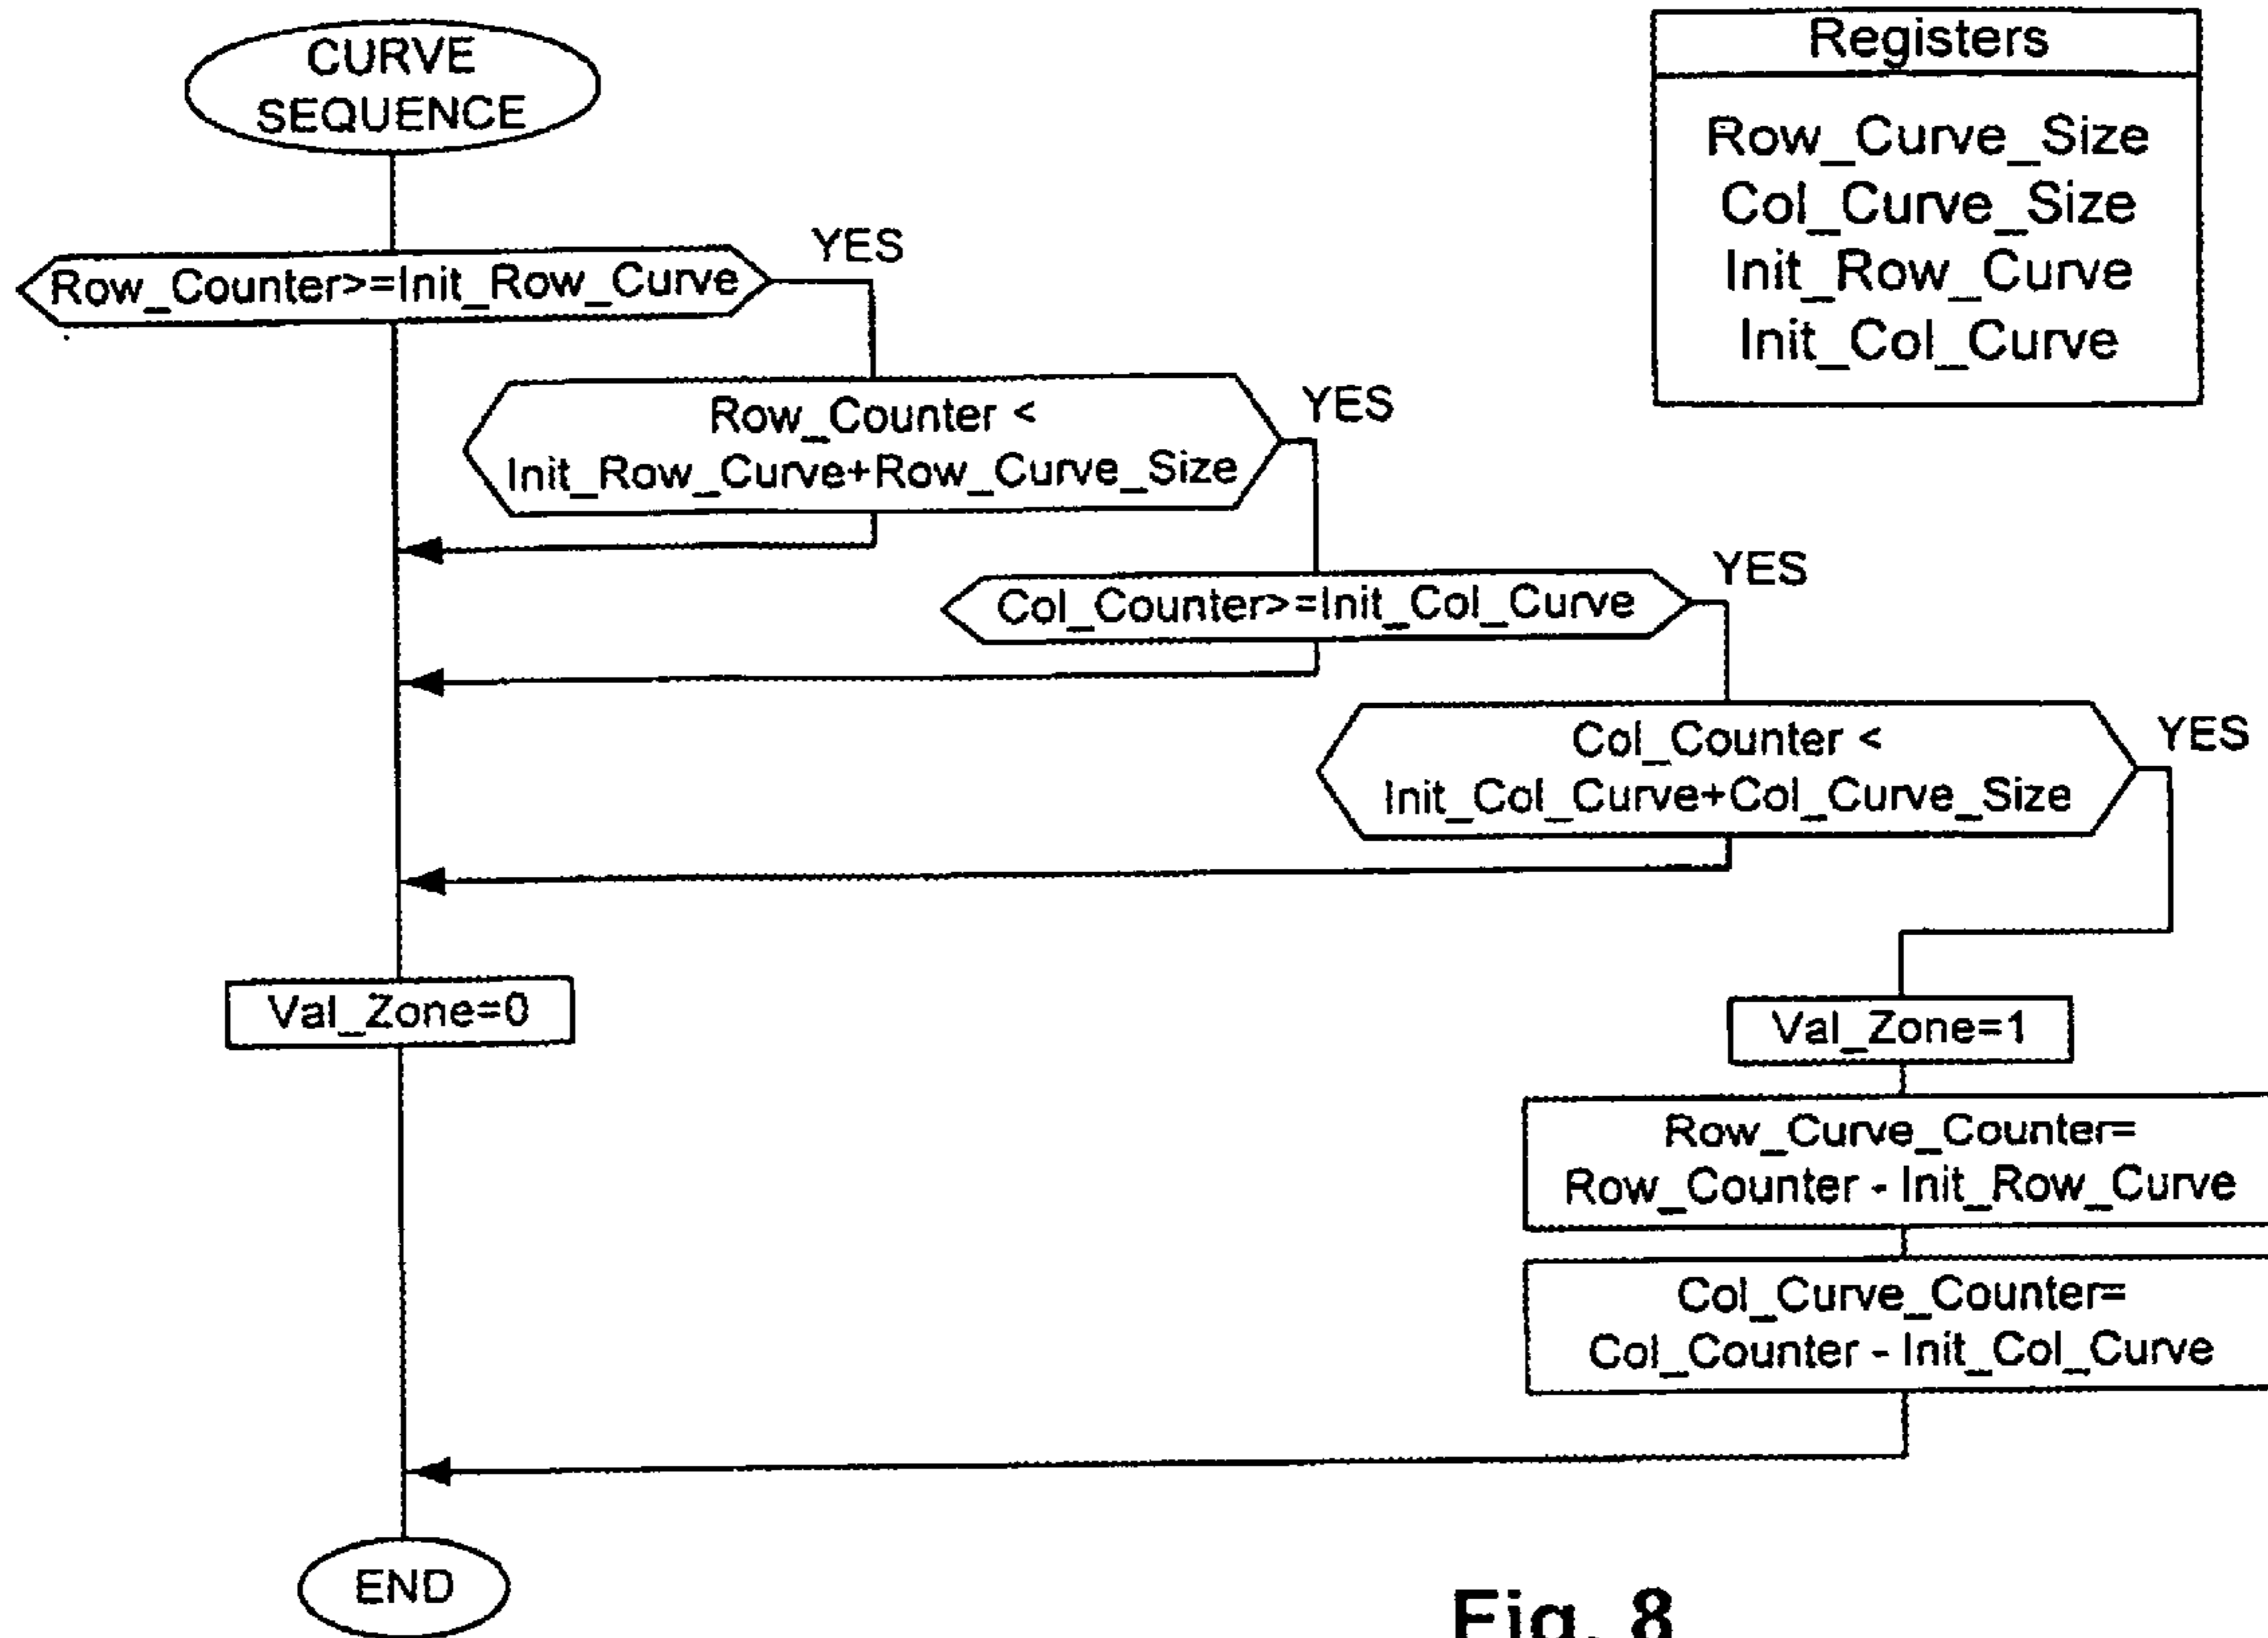 CURVE
SEQUENCE
Registers
Row_Curve_Size
Col_Curve_Size
Init_Row_Curve
Init_Col_Curve
Row_Counter>=Init_Row_Curve
YES
Row_Counter <
Init_Row_Curve+Row_Curve_Size
YES
Col_Counter>=Init_Col_Curve
YES
Col_Counter <
Init_Col_Curve+Col_Curve_Size
YES
Val_Zone=0
Val_Zone=1
Row_Curve_Counter=
Row_Counter - Init_Row_Curve
Col_Curve_Counter=
Col_Counter - Init_Col_Curve
END
Fig. 8